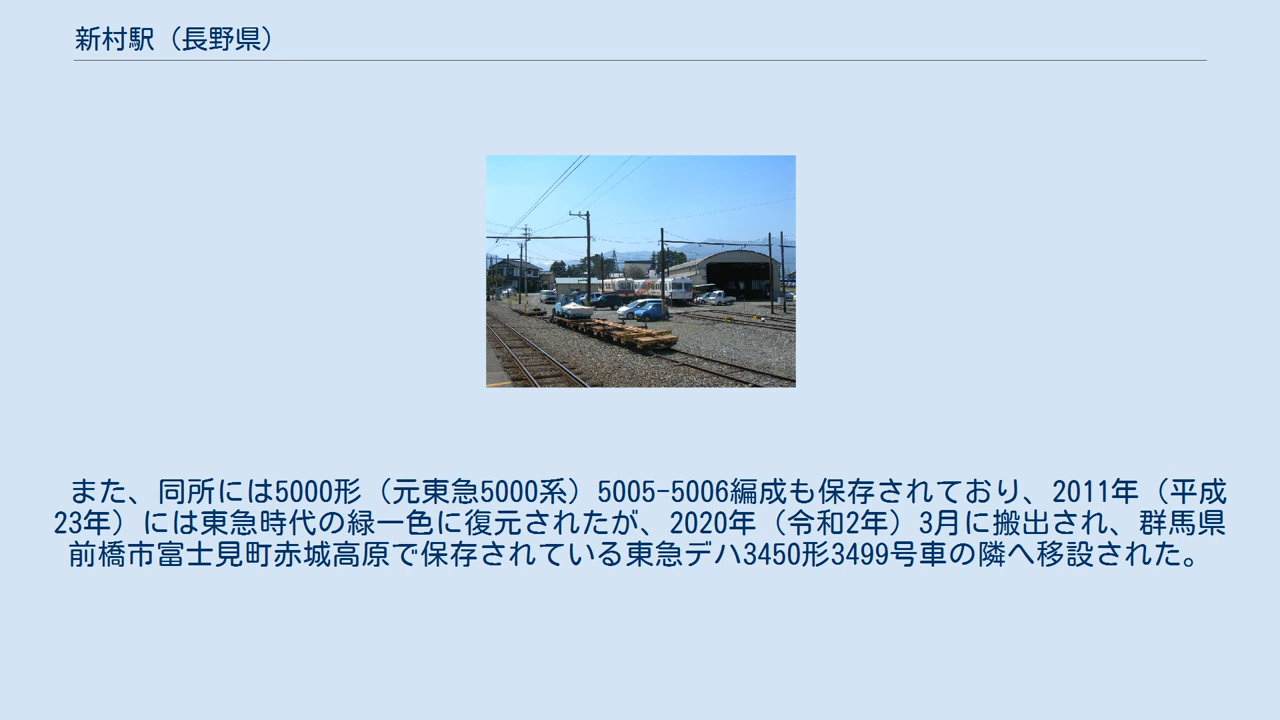 新村駅（長野県）
また、同所には5000形（元東急5000系）5005-5006編成も保存されており、2011年（平成
23年）には東急時代の緑一色に復元されたが、2020年（令和2年）3月に搬出され、群馬県
前橋市富士見町赤城高原で保存されている東急デハ3450形3499号車の隣へ移設された。